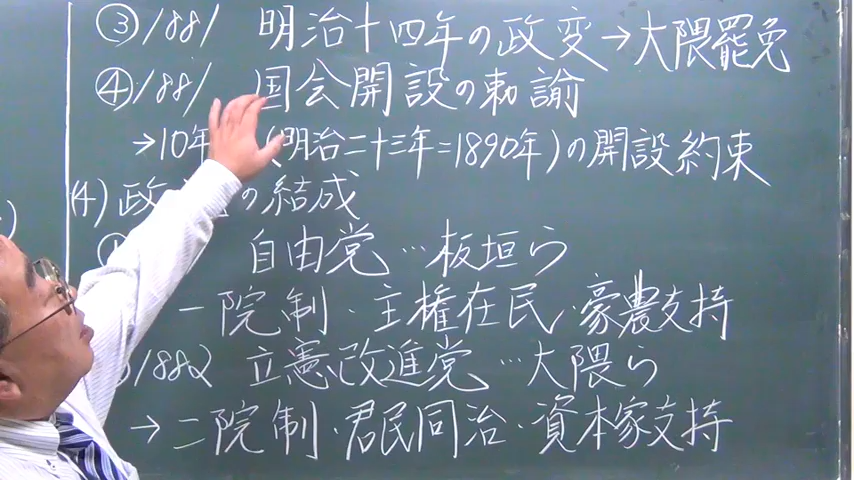 ③1881 明治十四年の政変→大隈罷免
④1881 国会開設の勅諭
→10年 (明治二十三年=1890年)の開設約束
(4) 政 の結成
自由党…板垣ら
一院制・主権在民・豪農支持
1882 立憲改進党…大隈ら
→二院制・君民同治・資本家支持